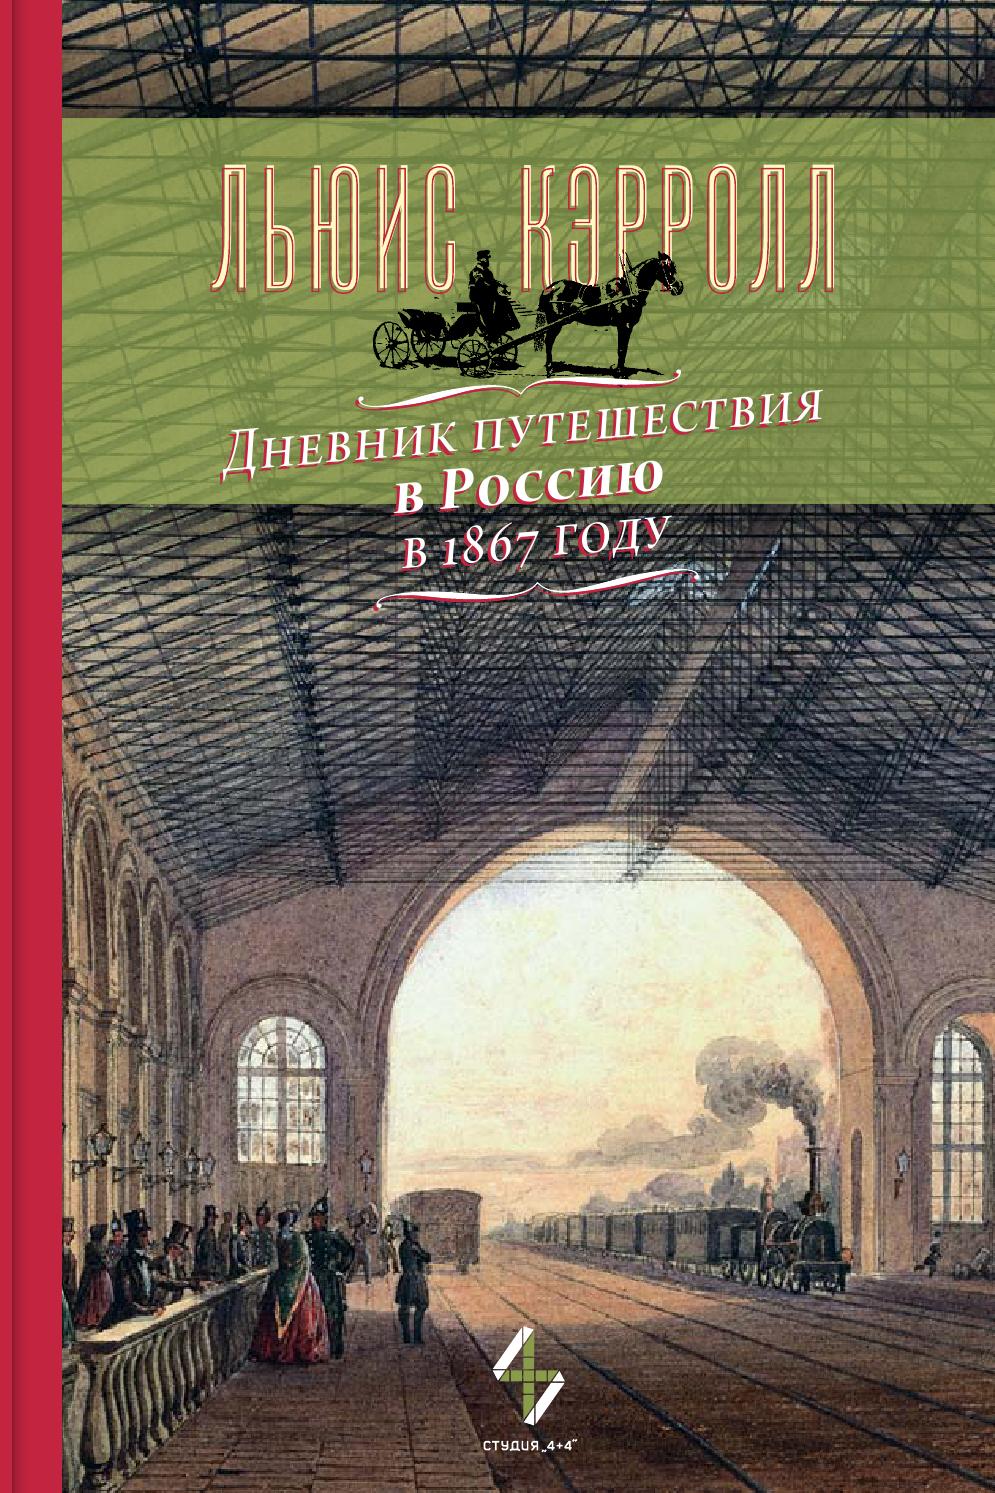 ЛЬЮИС КЭРРОЛЛ
Дневник путешествия
в Россию
в 1867 году
СТУДИЯ „4+4"